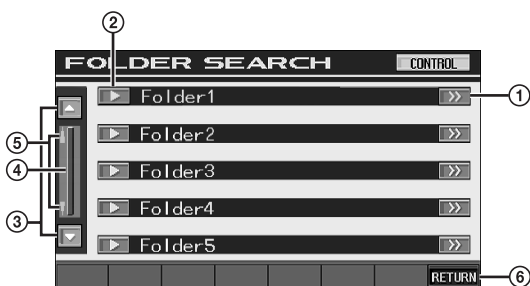 ②
FOLDER SEARCH CONTROL
Folder1 ①
Folder2
⑤
④ Folder3
③ Folder4
Folder5
RETURN ⑥